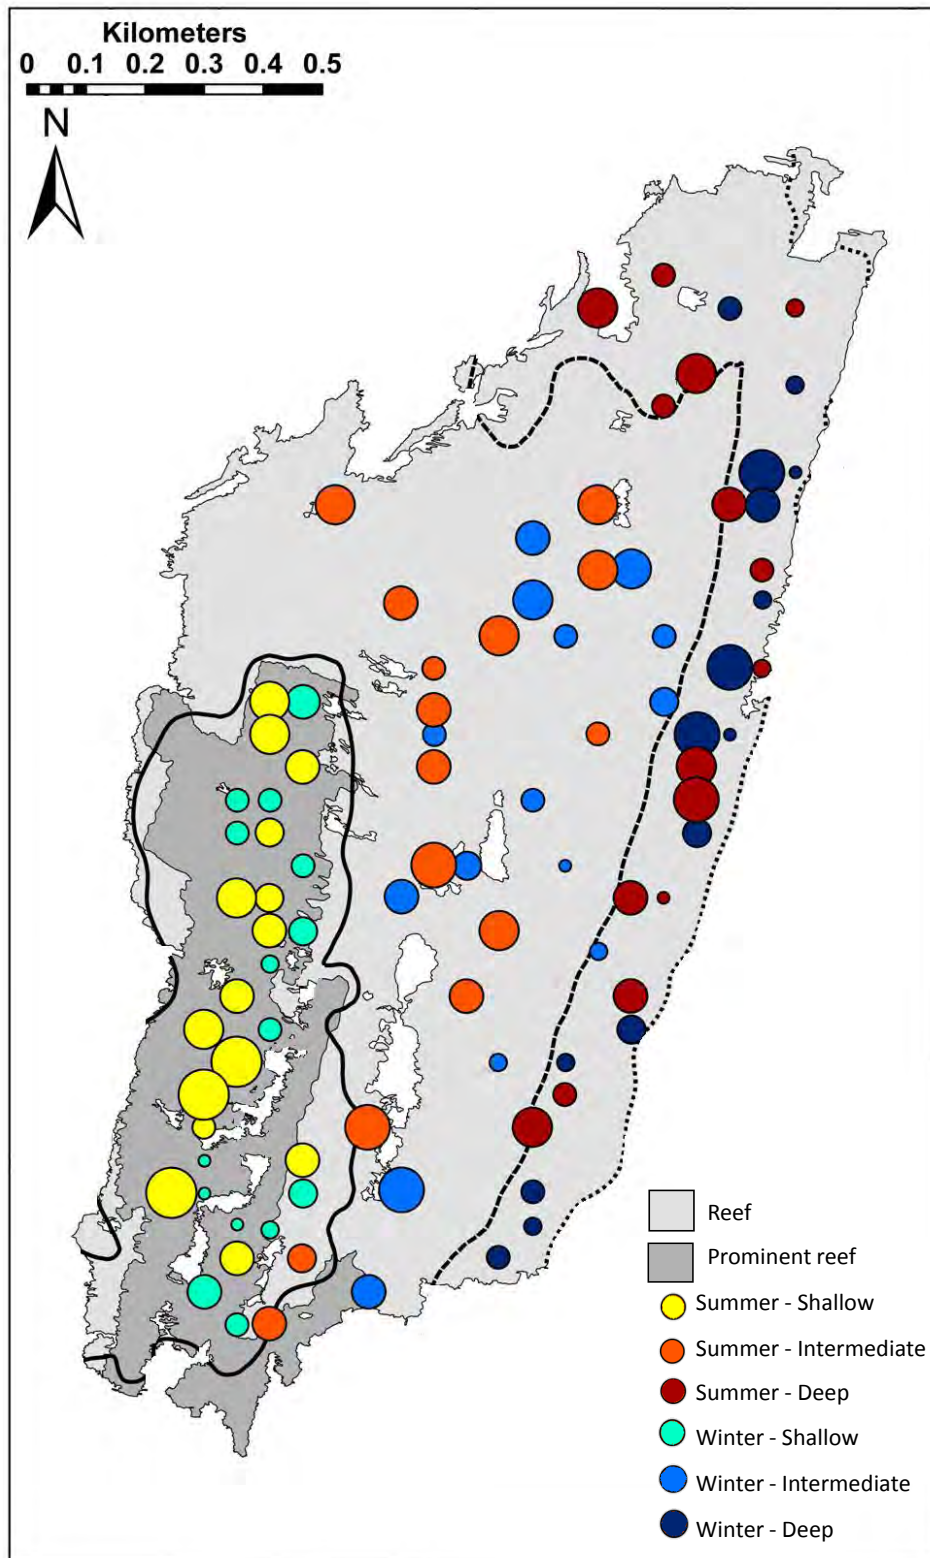 Kilometers
0 0.1 0.2 0.3 0.4 0.5
N
Reef
Prominent reef
Summer - Shallow
Summer - Intermediate
Summer - Deep
Winter - Shallow
Winter - Intermediate
Winter - Deep